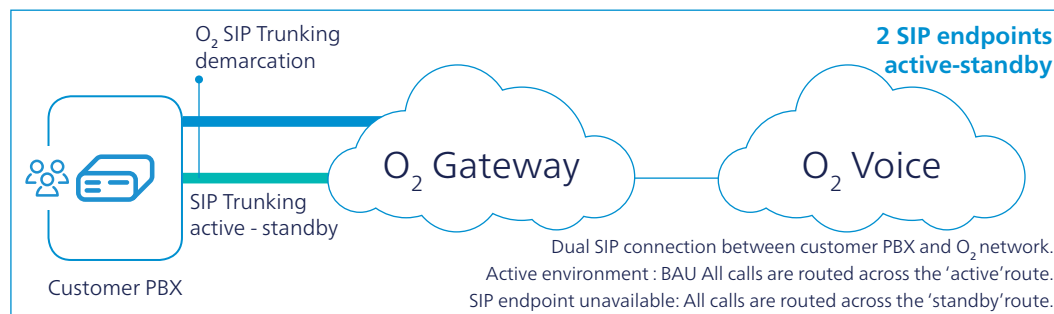 O₂ SIP Trunking
demarcation
2 SIP endpoints
active-standby
O₂ Gateway
O₂ Voice
SIP Trunking
active - standby
Customer PBX
Dual SIP connection between customer PBX and O₂ network.
Active environment : BAU All calls are routed across the ‘active’ route.
SIP endpoint unavailable: All calls are routed across the ‘standby’ route.